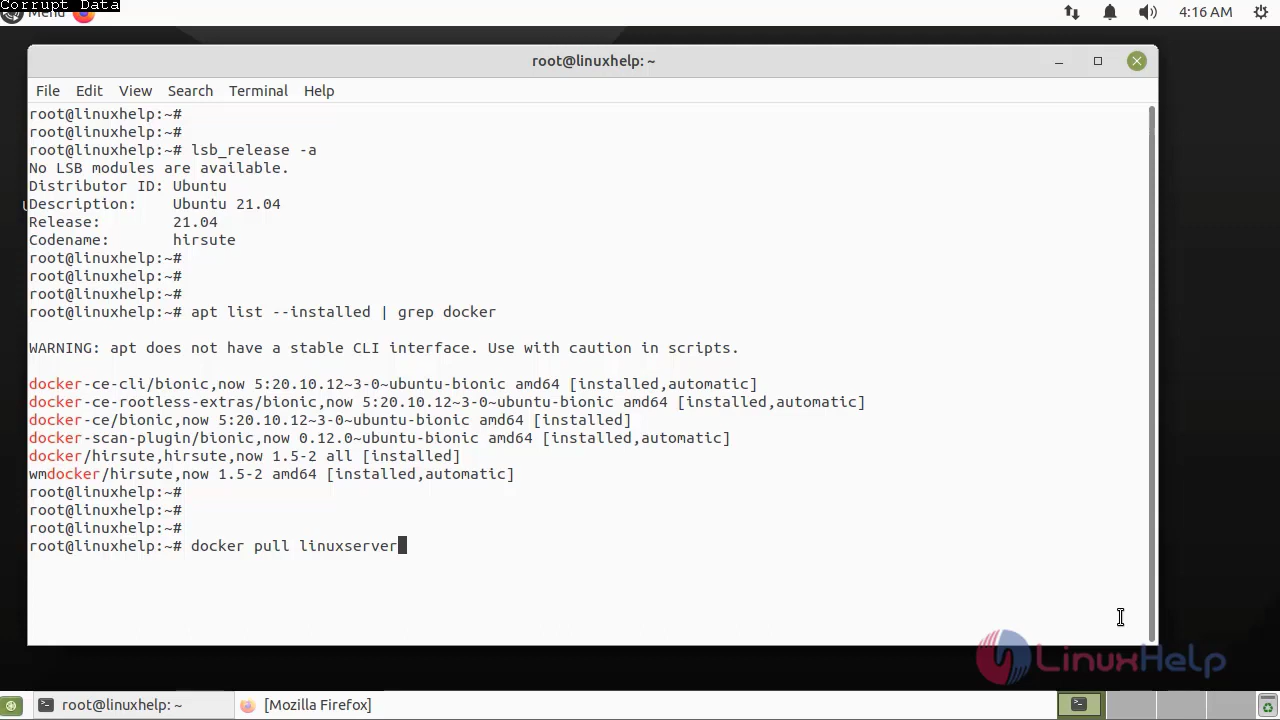 Corrupt Data
Menu
4:16 AM
root@linuxhelp: ~
File Edit View Search Terminal Help
root@linuxhelp:~#
root@linuxhelp:~#
root@linuxhelp:~# lsb_release -a
No LSB modules are available.
Distributor ID: Ubuntu
Description:    Ubuntu 21.04
Release:        21.04
Codename:       hirsute
root@linuxhelp:~#
root@linuxhelp:~#
root@linuxhelp:~#
root@linuxhelp:~# apt list --installed | grep docker
WARNING: apt does not have a stable CLI interface. Use with caution in scripts.
docker-ce-cli/bionic,now 5:20.10.12~3-0~ubuntu-bionic amd64 [installed,automatic]
docker-ce-rootless-extras/bionic,now 5:20.10.12~3-0~ubuntu-bionic amd64 [installed,automatic]
docker-ce/bionic,now 5:20.10.12~3-0~ubuntu-bionic amd64 [installed]
docker-scan-plugin/bionic,now 0.12.0~ubuntu-bionic amd64 [installed,automatic]
docker/hirsute,hirsute,now 1.5-2 all [installed]
wmdocker/hirsute,now 1.5-2 amd64 [installed,automatic]
root@linuxhelp:~#
root@linuxhelp:~#
root@linuxhelp:~#
root@linuxhelp:~# docker pull linuxserver
LinuxHelp
root@linuxhelp: ~
[Mozilla Firefox]